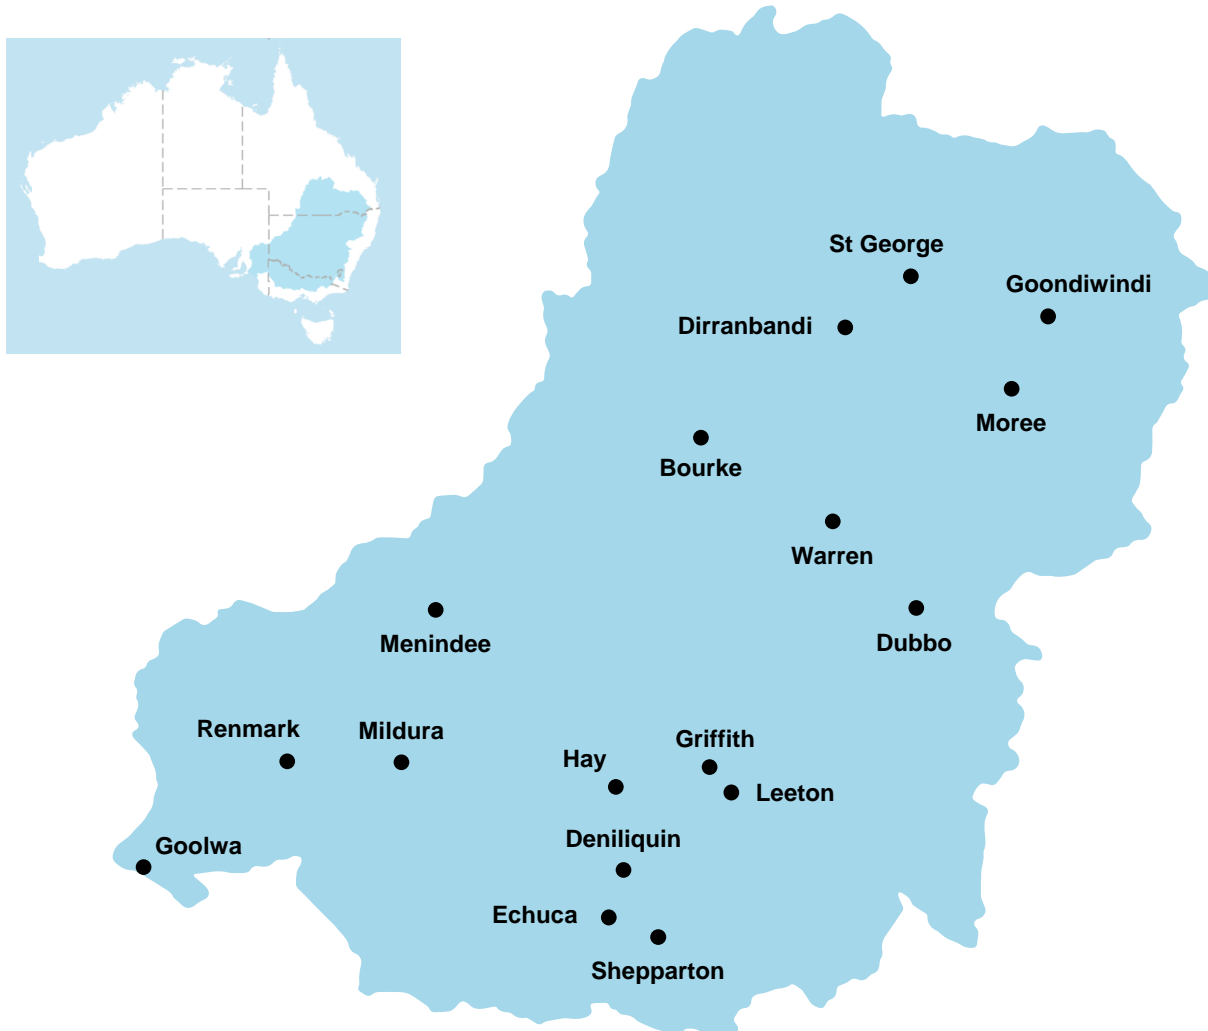 St George
Goondiwindi
Dirranbandi
Moree
Bourke
Warren
Menindee
Dubbo
Renmark
Mildura
Griffith
Hay
Leeton
Deniliquin
Goolwa
Echuca
Shepparton